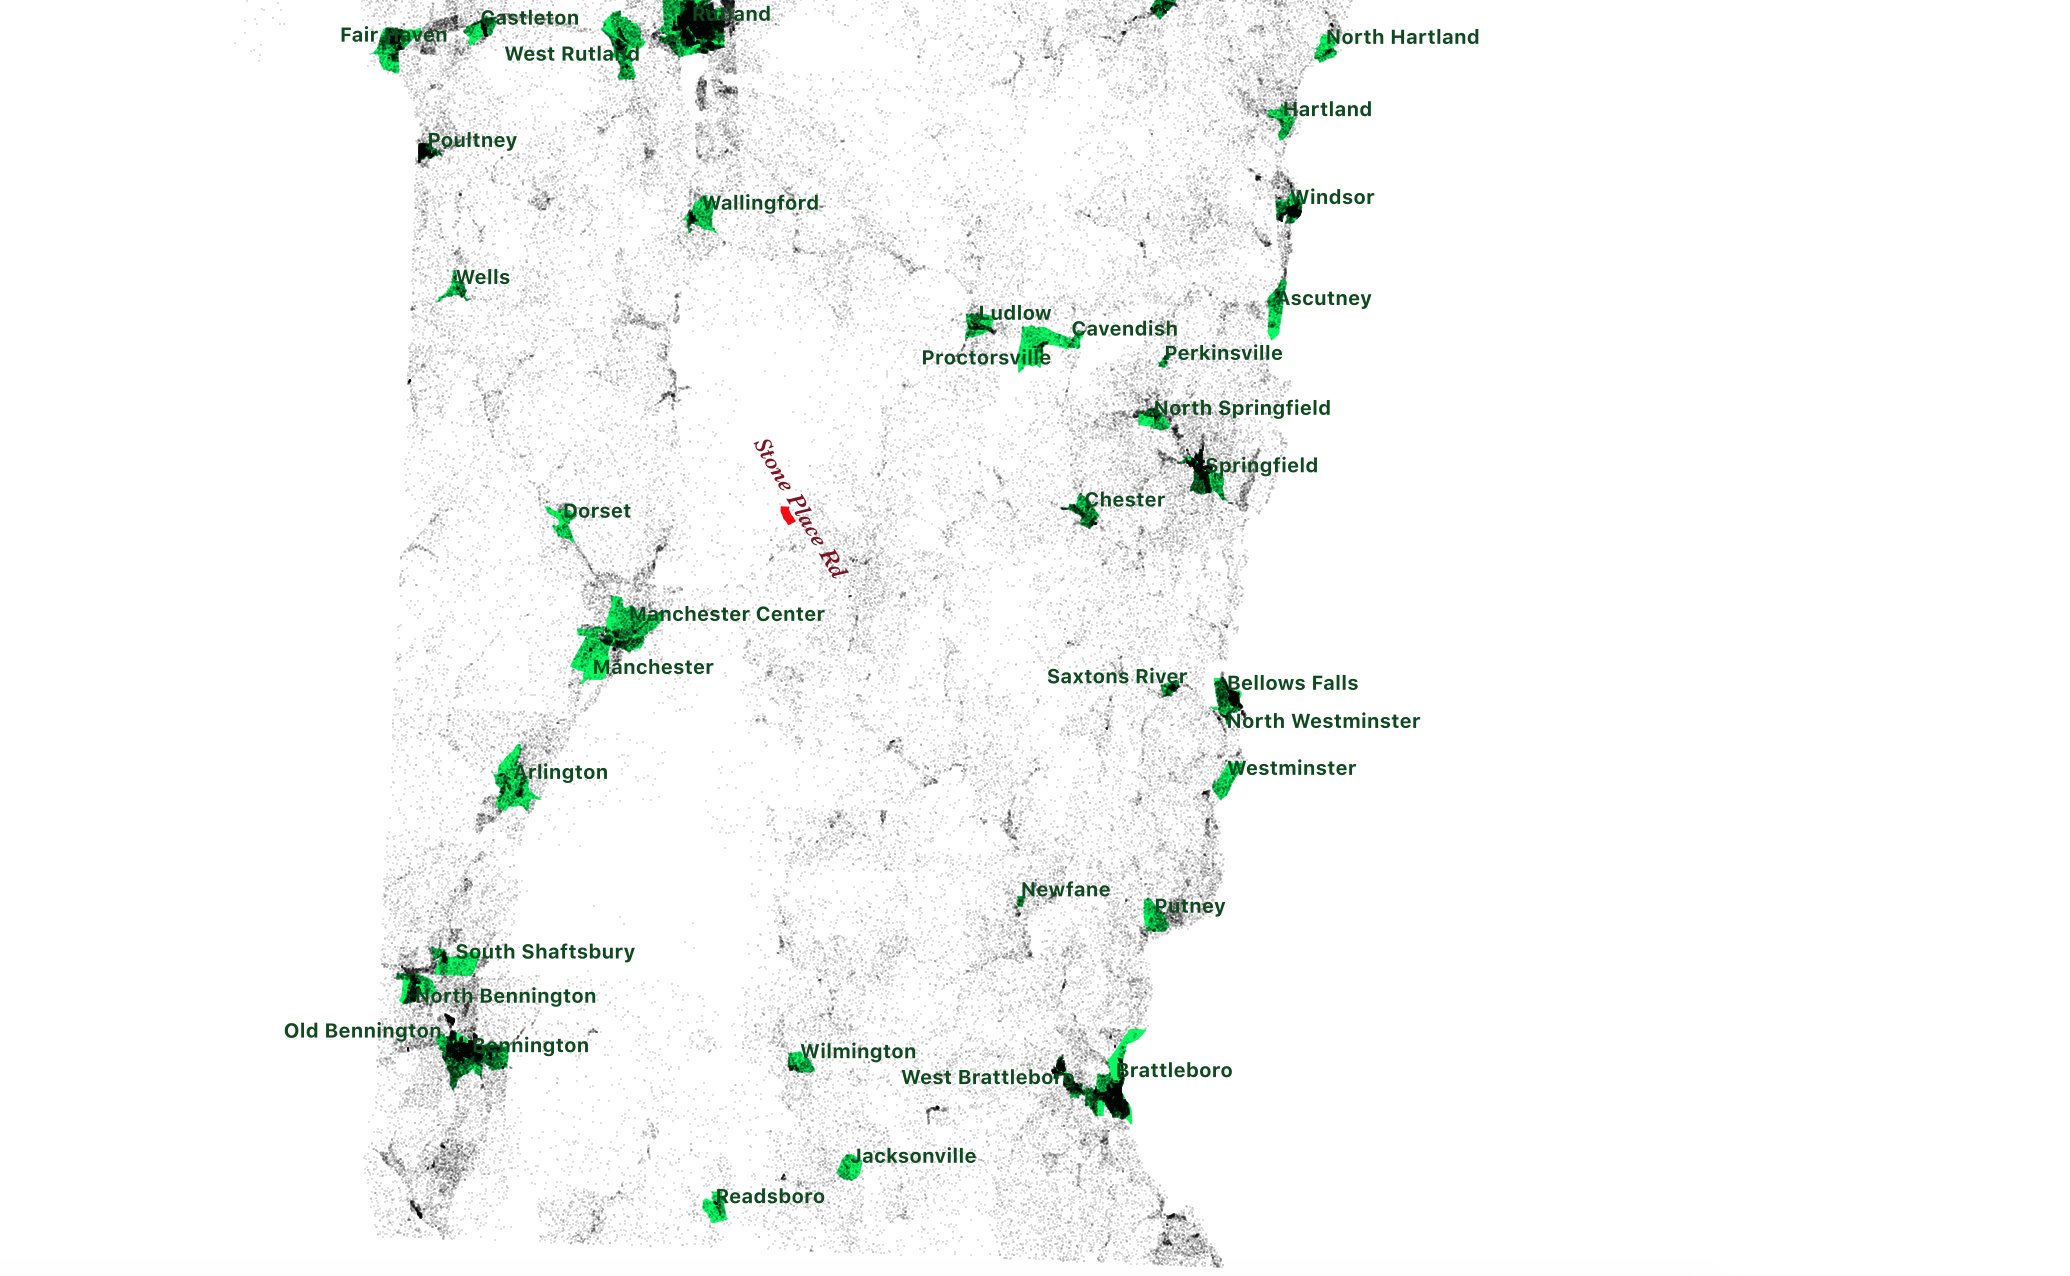 Castleton
Rutland
Fair Haven
North Hartland
West Rutland
Hartland
Poultney
Windsor
Wallingford
Wells
Ascutney
Ludlow
Cavendish
Proctorsville
Perkinsville
North Springfield
Springfield
Stone Place Rd
Chester
Dorset
Manchester Center
Manchester
Saxtons River
Bellows Falls
North Westminster
Westminster
Arlington
Newfane
Putney
South Shaftsbury
North Bennington
Old Bennington
Bennington
Wilmington
West Brattleboro
Brattleboro
Jacksonville
Readsboro